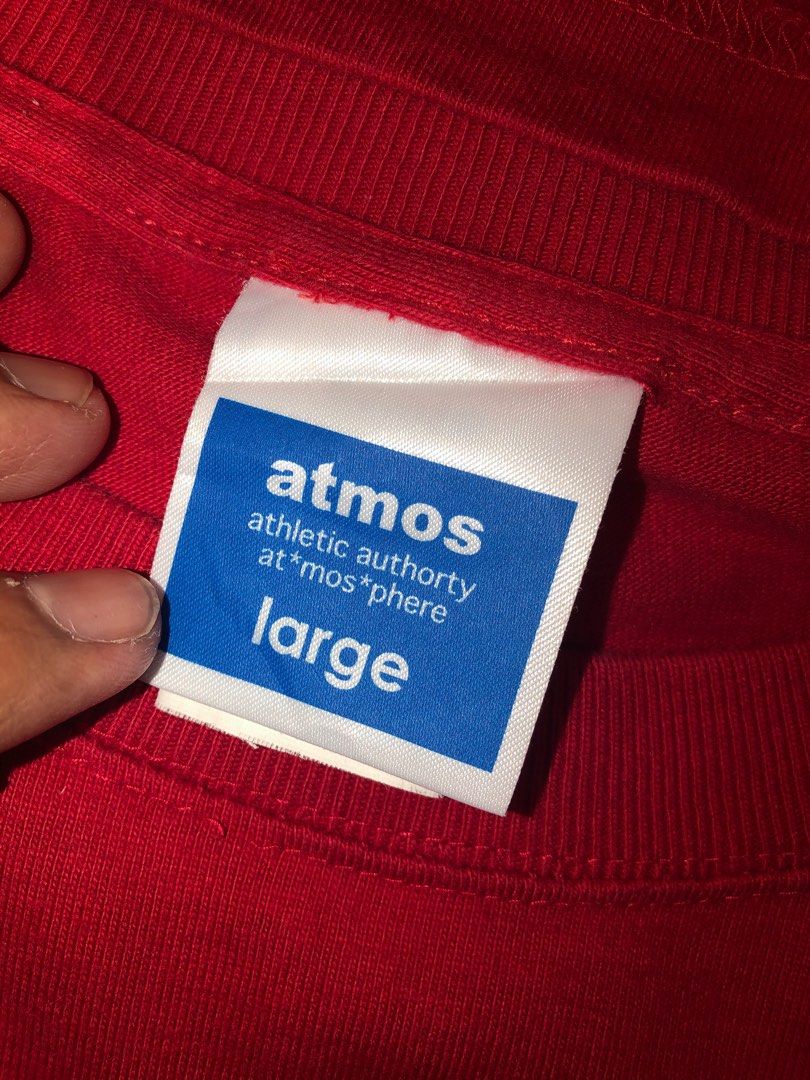 atmos
athletic authorty
at*mos*phere
large